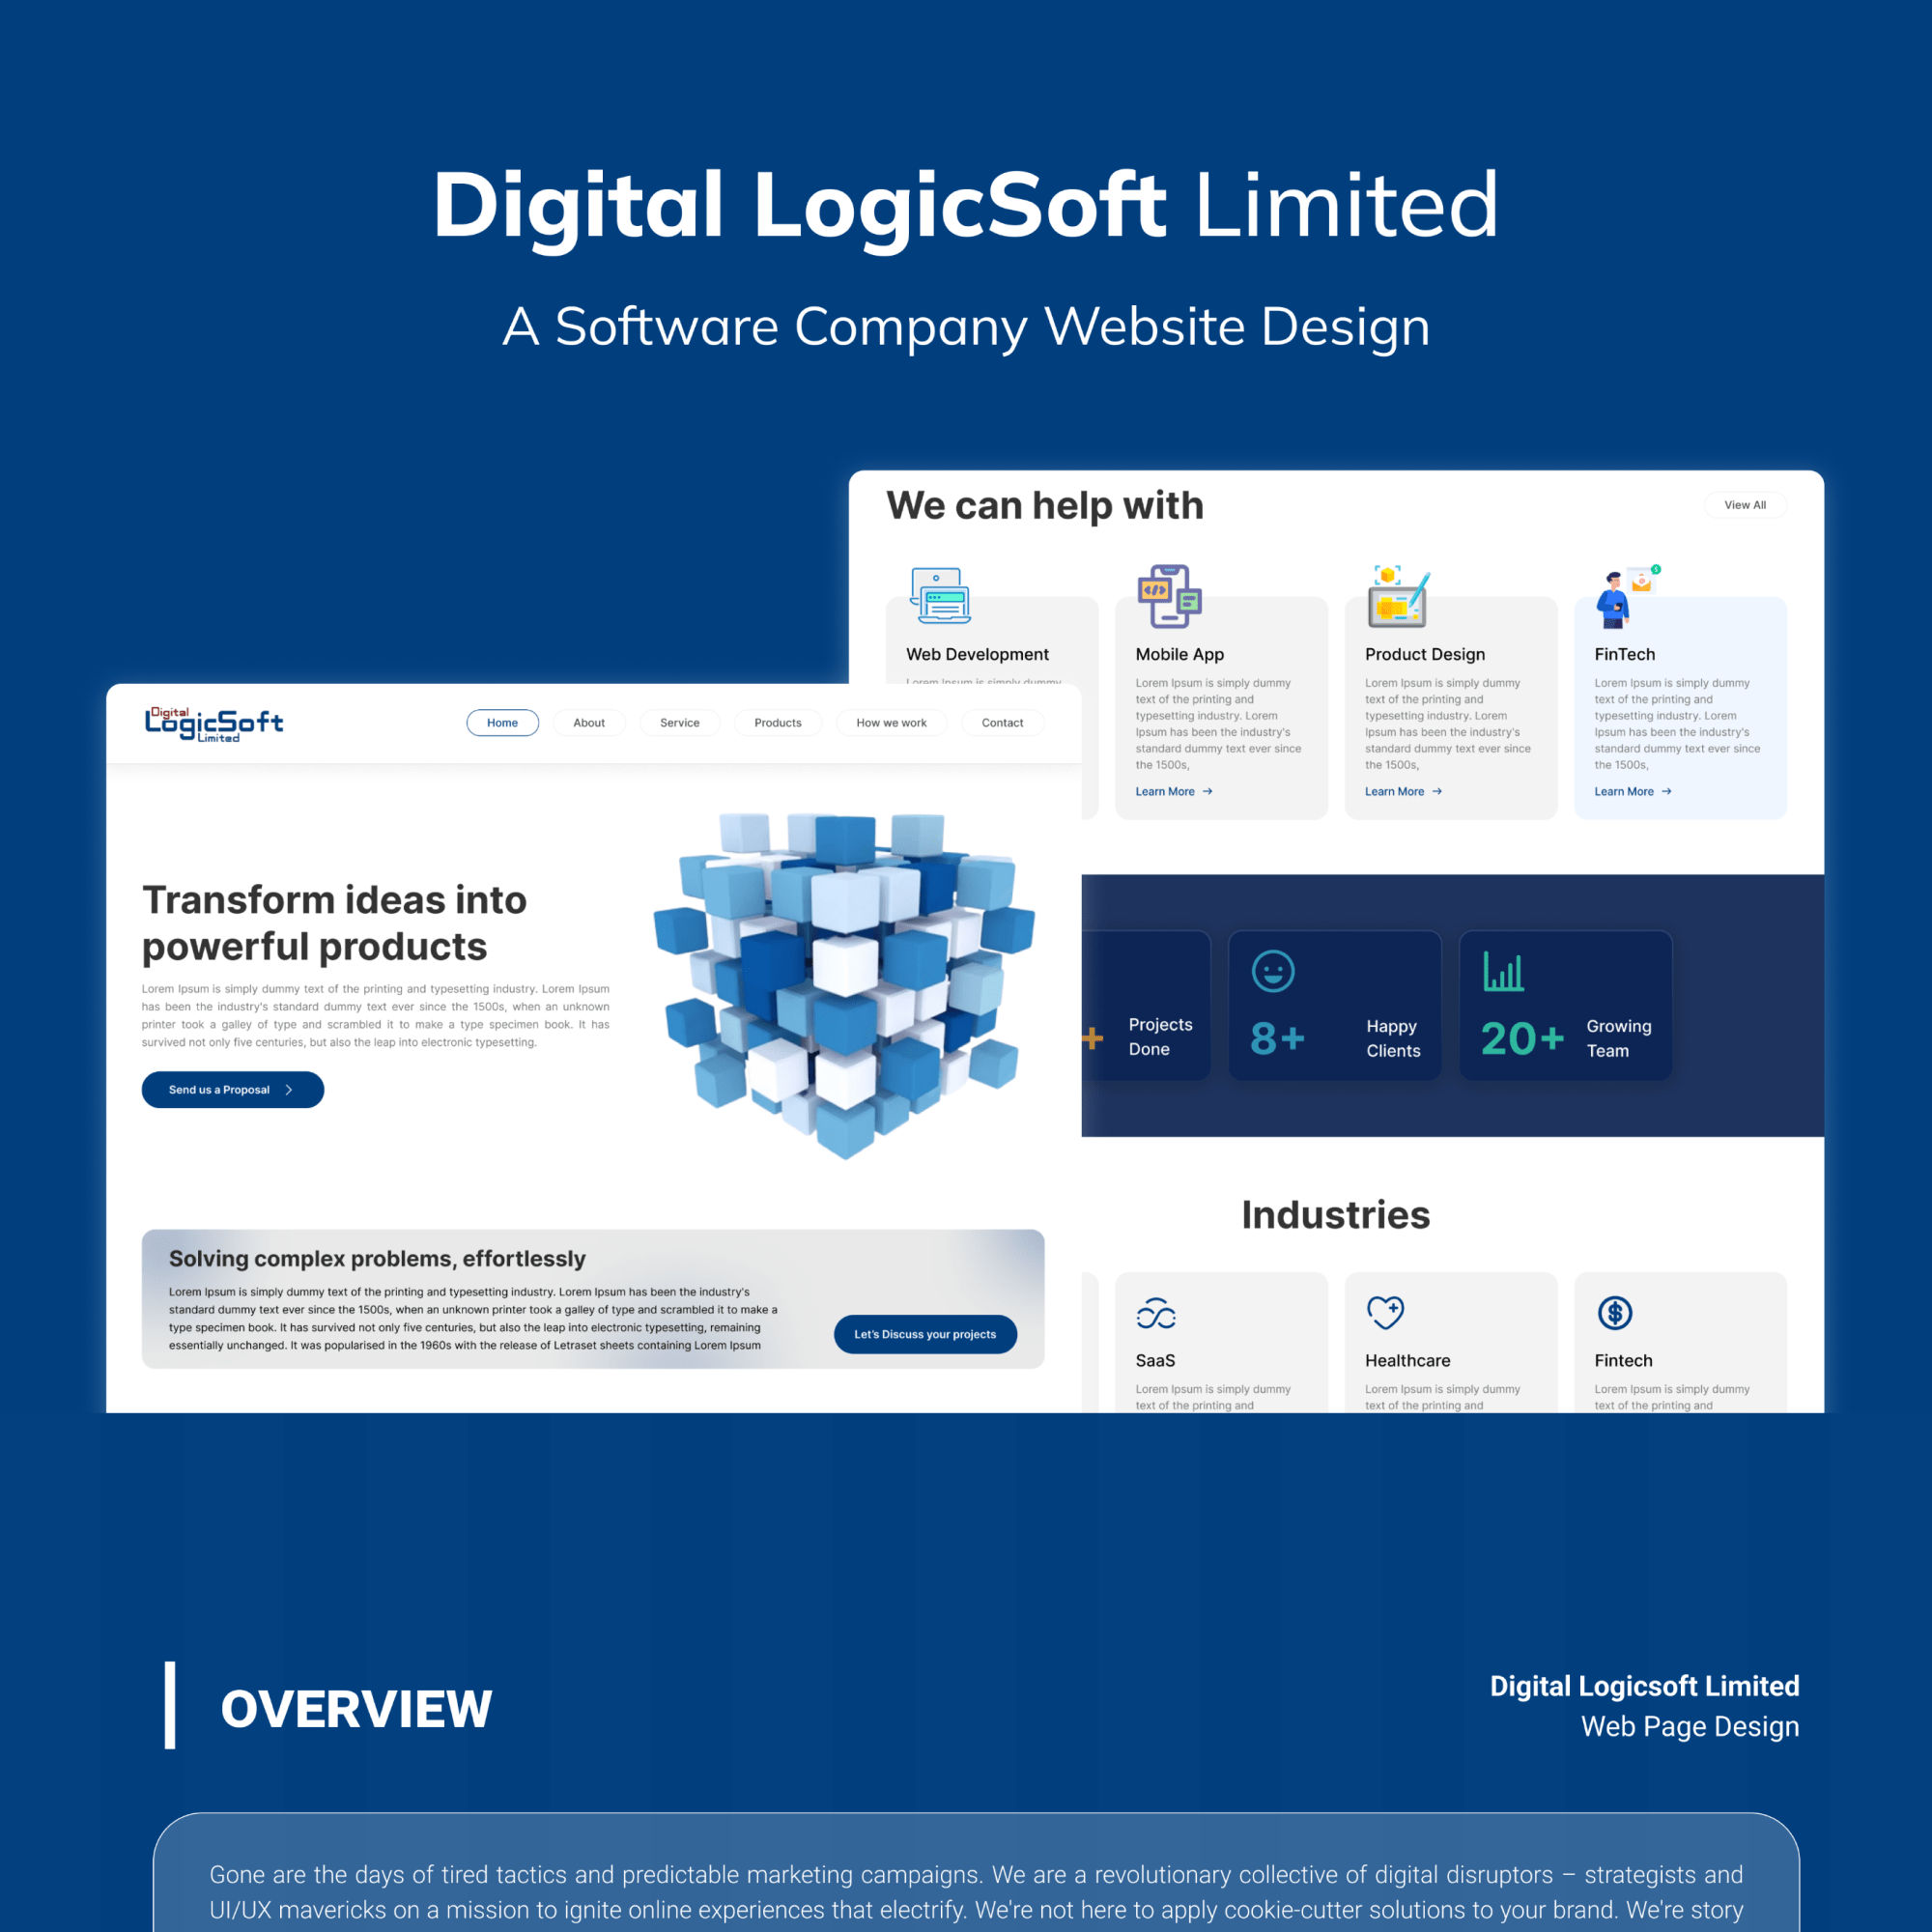 Digital LogicSoft Limited
A Software Company Website Design
We can help with
View All
Web Development
Lorem Ipsum is simply dummy
Mobile App
Lorem Ipsum is simply dummy
text of the printing and
typesetting industry. Lorem
Ipsum has been the industry's
standard dummy text ever since
the 1500s,
Learn More →
Product Design
Lorem Ipsum is simply dummy
text of the printing and
typesetting industry. Lorem
Ipsum has been the industry's
standard dummy text ever since
the 1500s,
Learn More →
FinTech
Lorem Ipsum is simply dummy
text of the printing and
typesetting industry. Lorem
Ipsum has been the industry's
standard dummy text ever since
the 1500s,
Learn More →
Digital
LogicSoft
Limited
Home
About
Service
Products
How we work
Contact
Transform ideas into
powerful products
Lorem Ipsum is simply dummy text of the printing and typesetting industry. Lorem Ipsum
has been the industry's standard dummy text ever since the 1500s, when an unknown
printer took a galley of type and scrambled it to make a type specimen book. It has
survived not only five centuries, but also the leap into electronic typesetting.
Send us a Proposal >
Solving complex problems, effortlessly
Lorem Ipsum is simply dummy text of the printing and typesetting industry. Lorem Ipsum has been the industry's
standard dummy text ever since the 1500s, when an unknown printer took a galley of type and scrambled it to make a
type specimen book. It has survived not only five centuries, but also the leap into electronic typesetting, remaining
essentially unchanged. It was popularised in the 1960s with the release of Letraset sheets containing Lorem Ipsum
Let's Discuss your projects
+
Projects
Done
8+
Happy
Clients
20+
Growing
Team
Industries
SaaS
Lorem Ipsum is simply dummy
text of the printing and
Healthcare
Lorem Ipsum is simply dummy
text of the printing and
Fintech
Lorem Ipsum is simply dummy
text of the printing and
OVERVIEW
Digital Logicsoft Limited
Web Page Design
Gone are the days of tired tactics and predictable marketing campaigns. We are a revolutionary collective of digital disruptors – strategists and
UI/UX mavericks on a mission to ignite online experiences that electrify. We're not here to apply cookie-cutter solutions to your brand. We're story